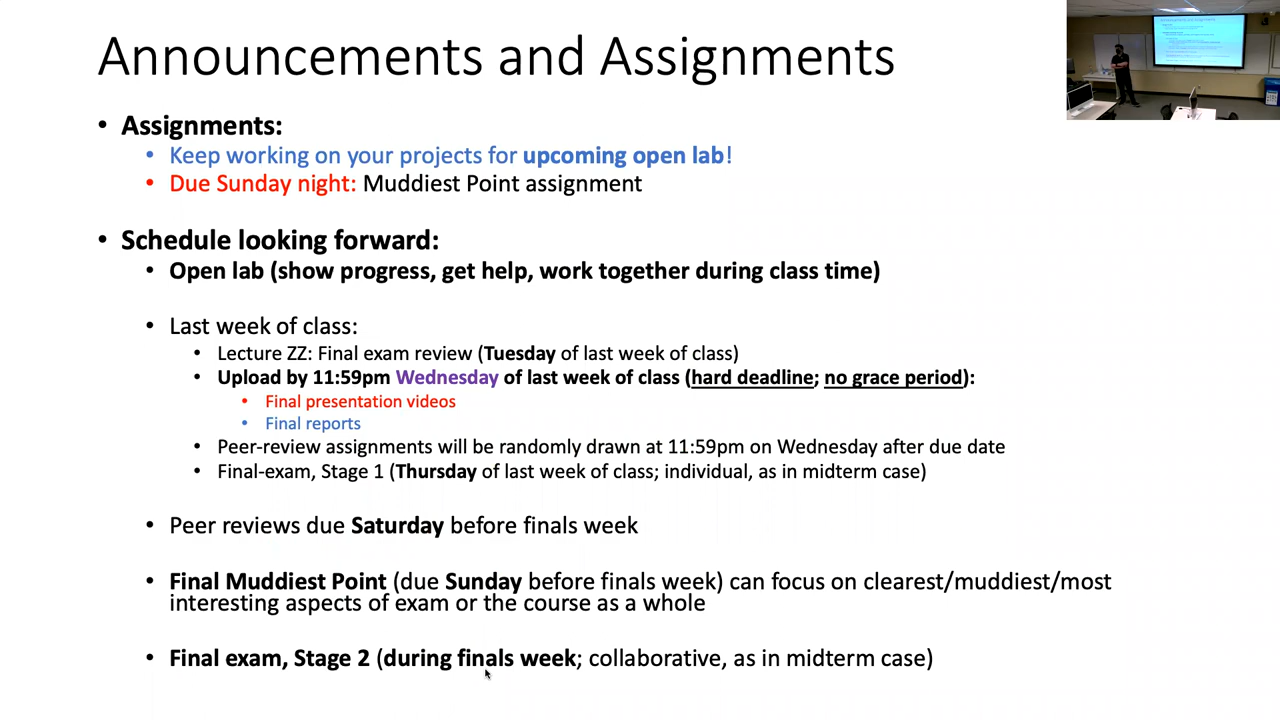 Announcements and Assignments
• Assignments:
• Keep working on your projects for upcoming open lab!
• Due Sunday night: Muddiest Point assignment
• Schedule looking forward:
• Open lab (show progress, get help, work together during class time)
• Last week of class:
• Lecture ZZ: Final exam review (Tuesday of last week of class)
• Upload by 11:59pm Wednesday of last week of class (hard deadline; no grace period):
• Final presentation videos
• Final reports
• Peer-review assignments will be randomly drawn at 11:59pm on Wednesday after due date
• Final-exam, Stage 1 (Thursday of last week of class; individual, as in midterm case)
• Peer reviews due Saturday before finals week
• Final Muddiest Point (due Sunday before finals week) can focus on clearest/muddiest/most
interesting aspects of exam or the course as a whole
• Final exam, Stage 2 (during finals week; collaborative, as in midterm case)